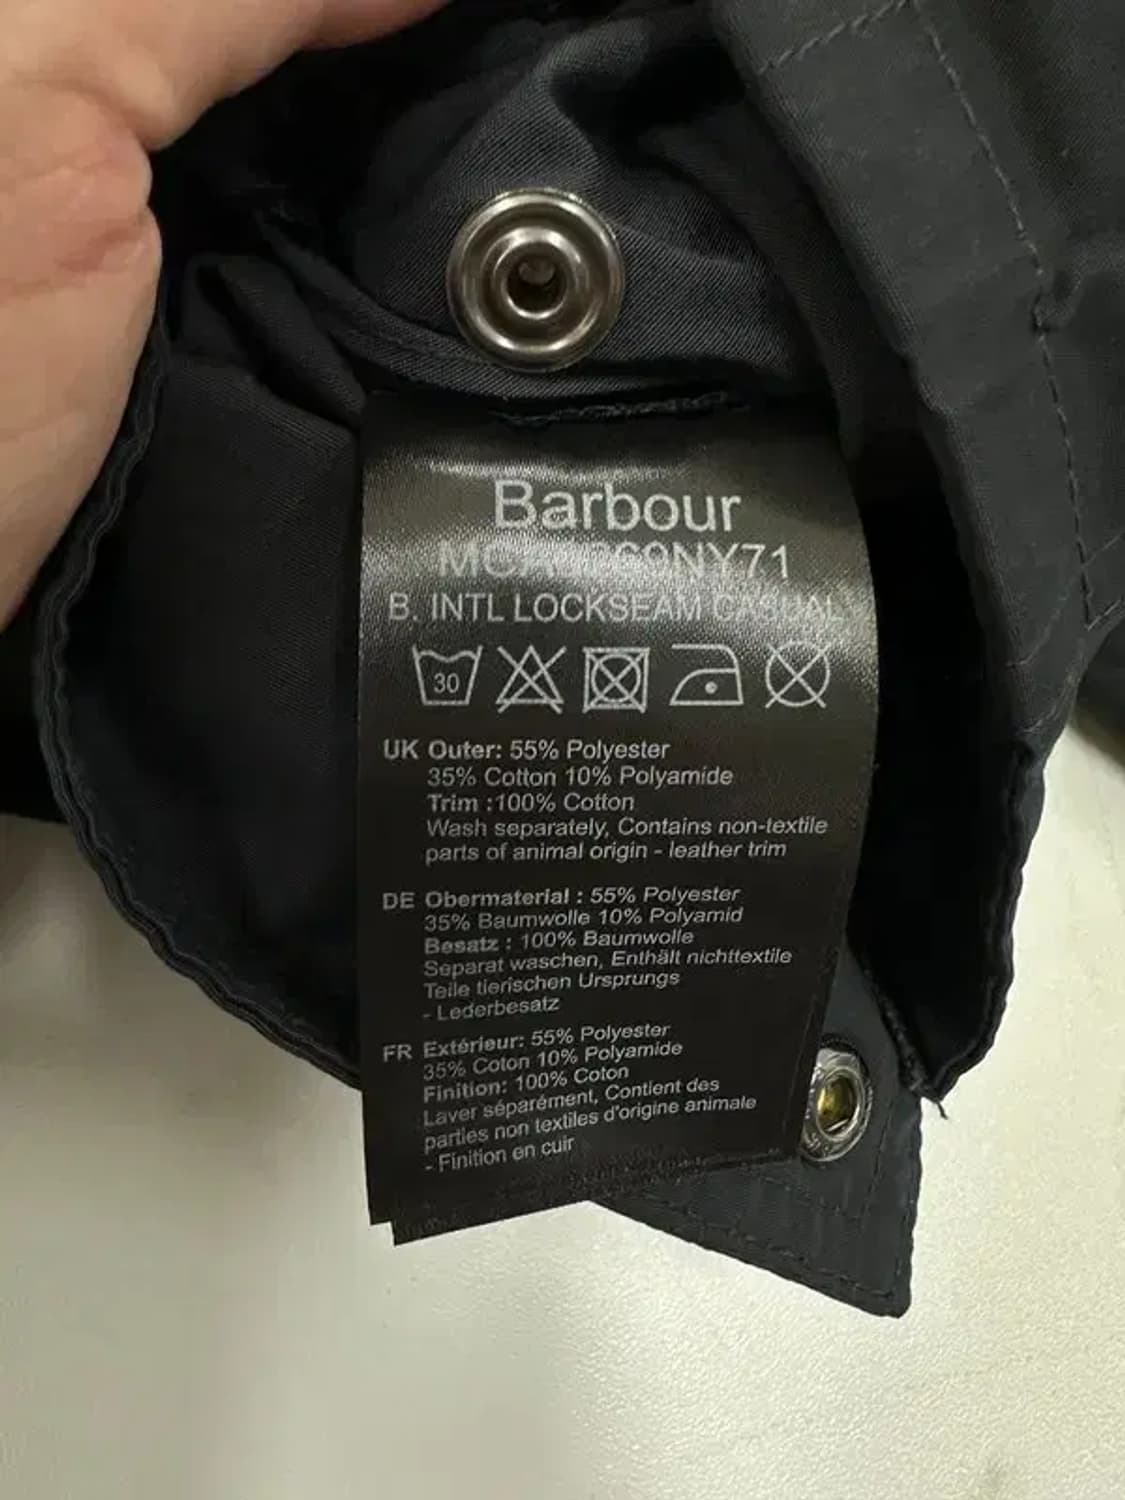 Barbour
B. INTL LOCKSEAM CASUAL
30
UK Outer: 55% Polyester
35% Cotton 10% Polyamide
Trim :100% Cotton
Wash separately, Contains non-textile
parts of animal origin - leather trim
DE Obermaterial : 55% Polyester
35% Baumwolle 10% Polyamid
Besatz : 100% Baumwolle
Separat waschen, Enthält nichttextile
Teile tierischen Ursprungs
- Lederbesatz
FR Extérieur: 55% Polyester
35% Coton 10% Polyamide
Finition: 100% Coton
Laver séparément, Contient des
parties non textiles d'origine animale
- Finition en cuir